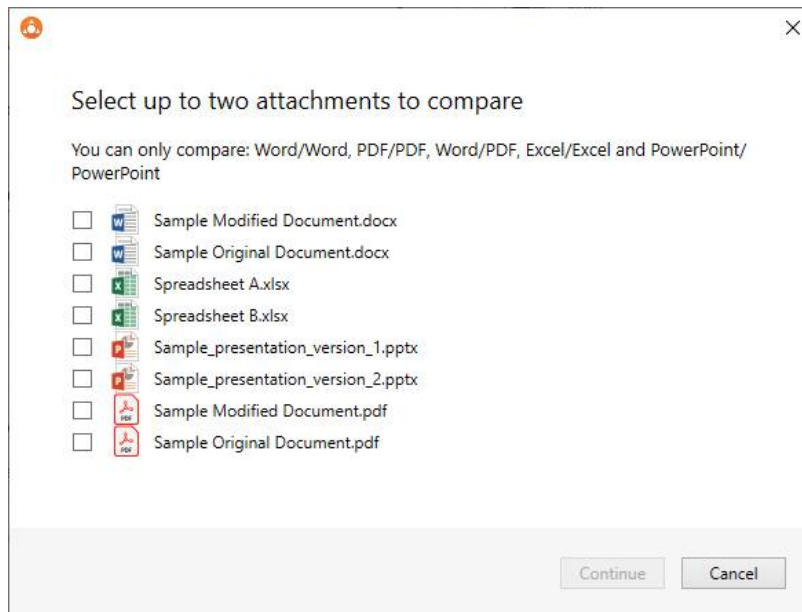 Select up to two attachments to compare
You can only compare: Word/Word, PDF/PDF, Word/PDF, Excel/Excel and PowerPoint/
PowerPoint
Sample Modified Document.docx
Sample Original Document.docx
Spreadsheet A.xlsx
Spreadsheet B.xlsx
Sample_presentation_version_1.pptx
Sample_presentation_version_2.pptx
PDF Sample Modified Document.pdf
PDF Sample Original Document.pdf
Continue Cancel